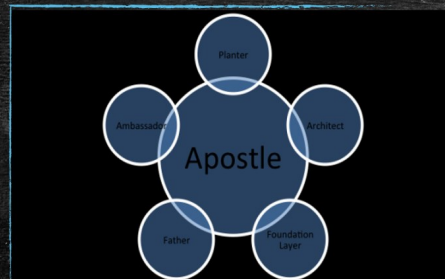 Planter
Ambassador
Architect
Apostle
Father
Foundation
Layer